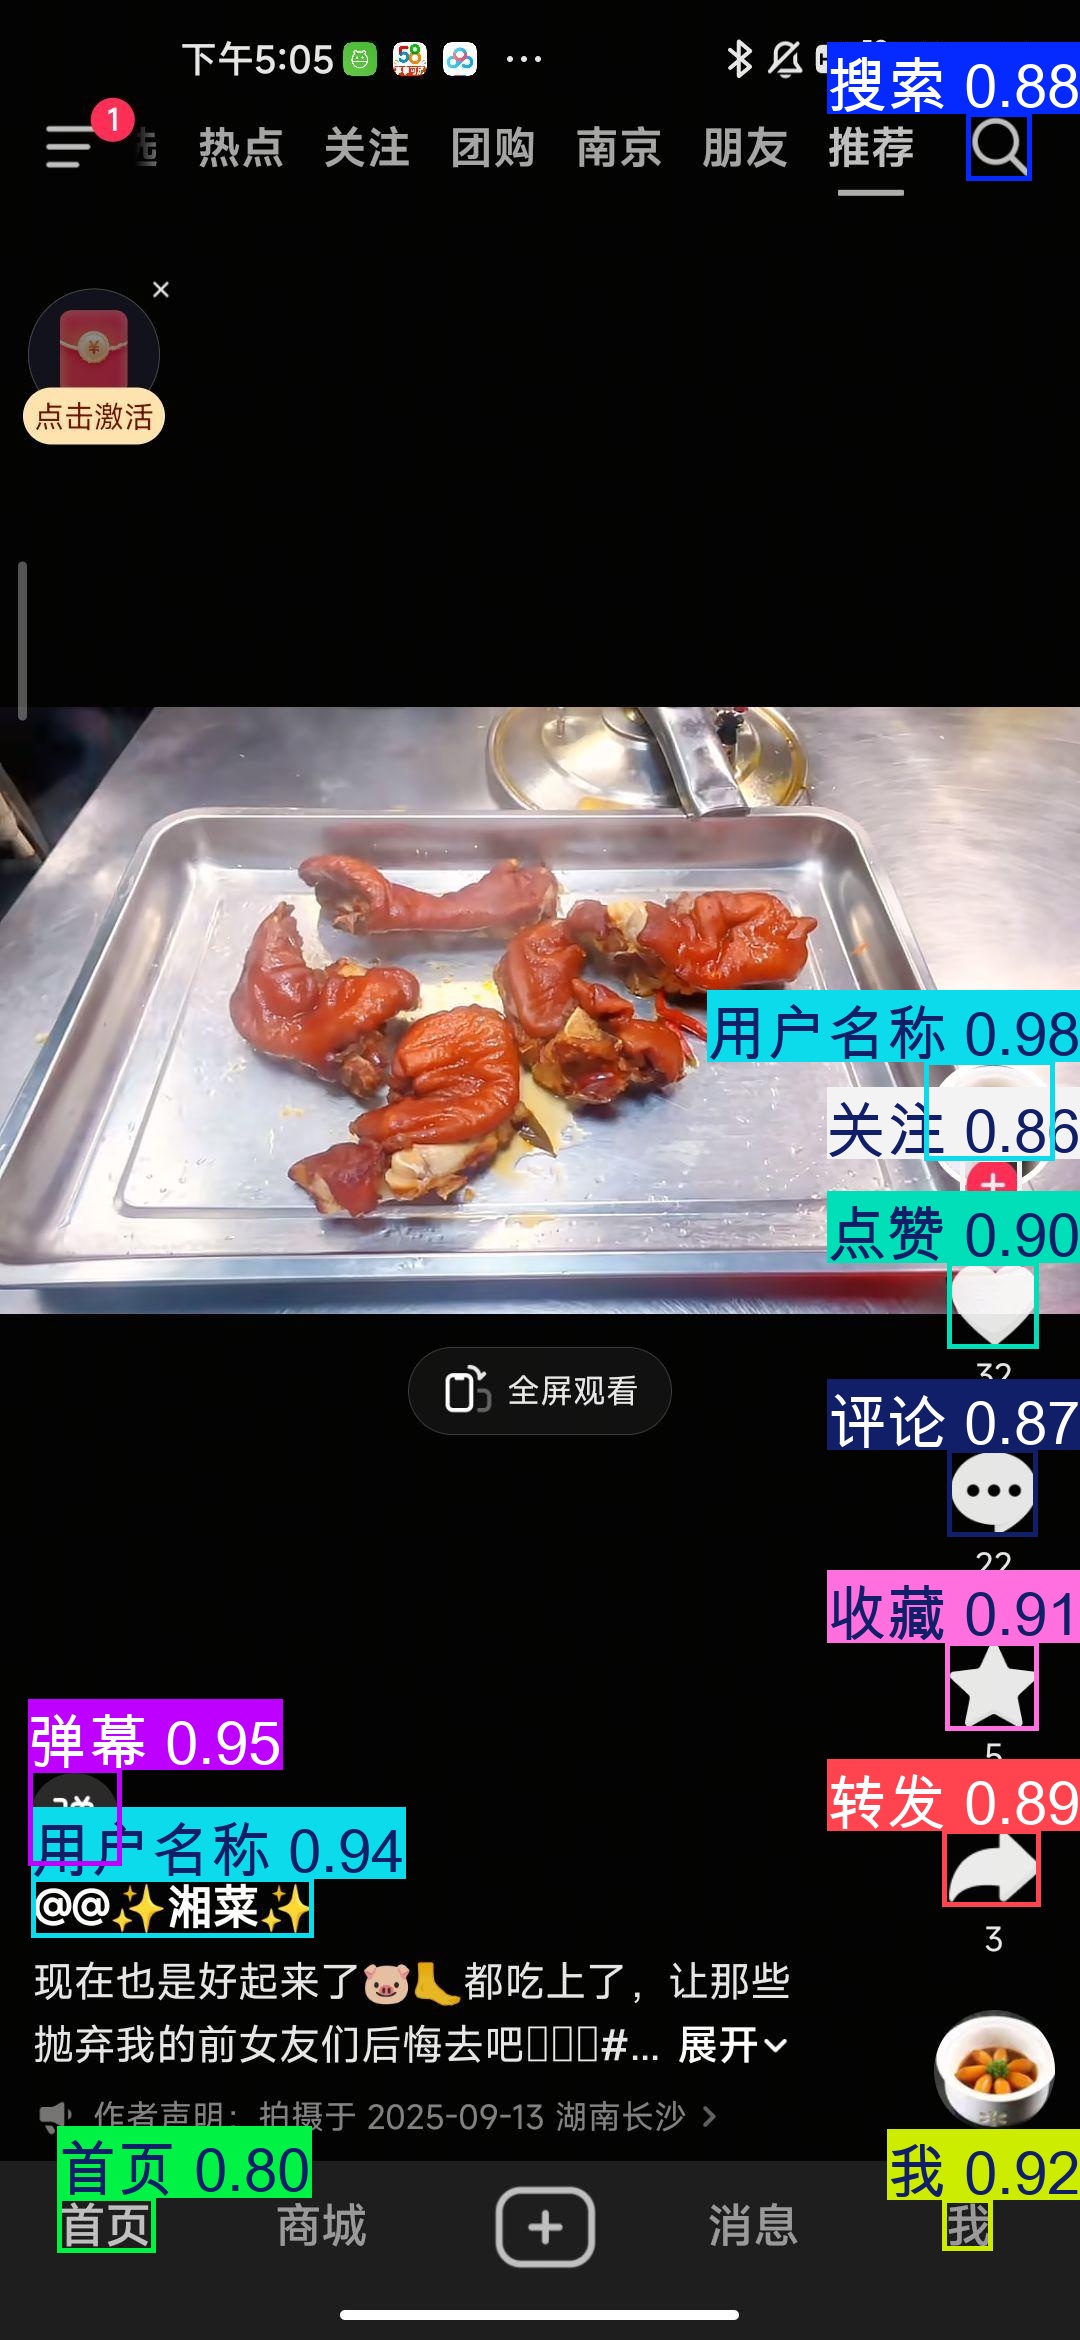 下午5:05
58
搜索 0.88
1
选 热点 关注 团购 南京 朋友 推荐
点击激活
用户名称 0.98
关注 0.86
点赞 0.90
32
全屏观看
评论 0.87
22
收藏 0.91
5
弹幕 0.95
转发 0.89
弹
用户名称 0.94
@@✨湘菜✨
3
现在也是好起来了🐷🦶都吃上了，让那些
抛弃我的前女友们后悔去吧#... 展开
作者声明：拍摄于 2025-09-13 湖南长沙 >
首页 0.80
我 0.92
首页 商城 消息 我